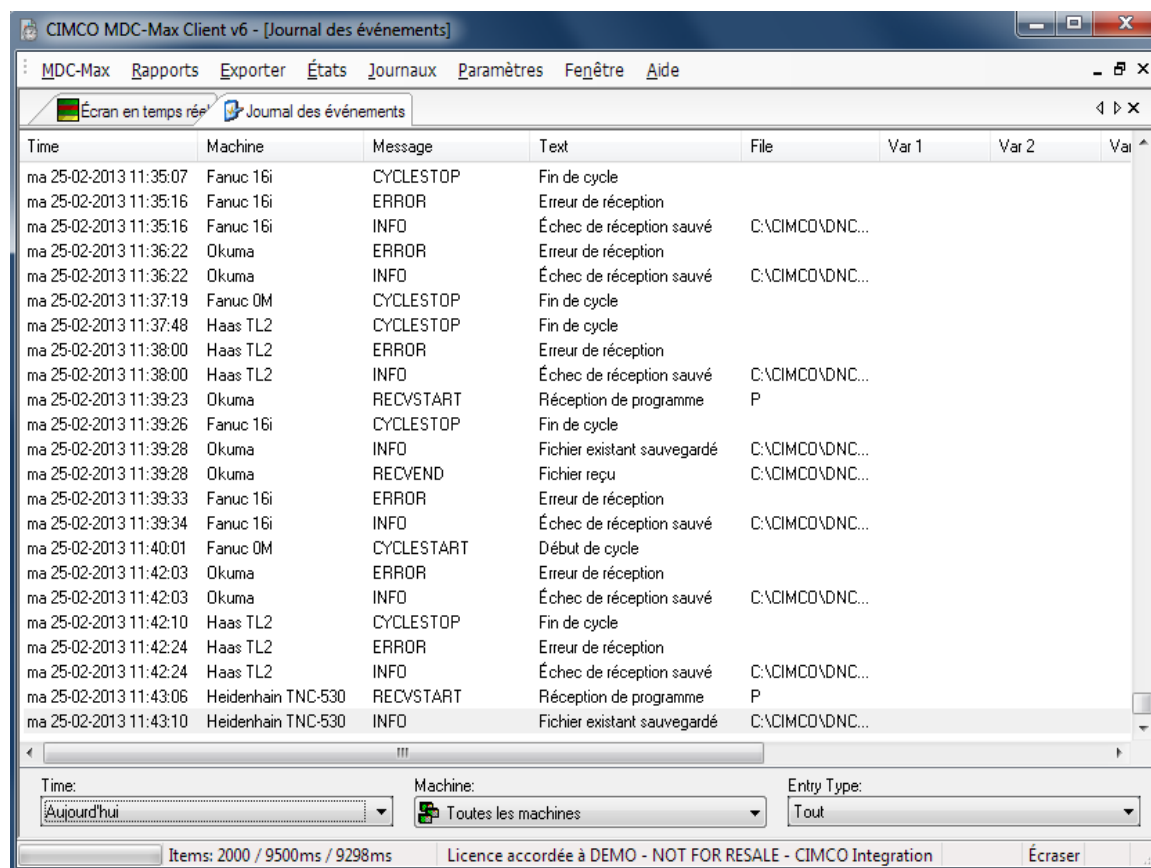 CIMCO MDC-Max Client v6 - [Journal des événements]
MDC-Max Rapports Exporter États Journaux Paramètres Fenêtre Aide
Écran en temps rée Journal des événements
Time Machine Message Text File Var 1 Var 2 Var
ma 25-02-2013 11:35:07 Fanuc 16i CYCLESTOP Fin de cycle
ma 25-02-2013 11:35:16 Fanuc 16i ERROR Erreur de réception
ma 25-02-2013 11:35:16 Fanuc 16i INFO Échec de réception sauvé C:\CIMCO\DNC...
ma 25-02-2013 11:36:22 Okuma ERROR Erreur de réception
ma 25-02-2013 11:36:22 Okuma INFO Échec de réception sauvé C:\CIMCO\DNC...
ma 25-02-2013 11:37:19 Fanuc 0M CYCLESTOP Fin de cycle
ma 25-02-2013 11:37:48 Haas TL2 CYCLESTOP Fin de cycle
ma 25-02-2013 11:38:00 Haas TL2 ERROR Erreur de réception
ma 25-02-2013 11:38:00 Haas TL2 INFO Échec de réception sauvé C:\CIMCO\DNC...
ma 25-02-2013 11:39:23 Okuma RECVSTART Réception de programme P
ma 25-02-2013 11:39:26 Fanuc 16i CYCLESTOP Fin de cycle
ma 25-02-2013 11:39:28 Okuma INFO Fichier existant sauvegardé C:\CIMCO\DNC...
ma 25-02-2013 11:39:28 Okuma RECVEND Fichier reçu C:\CIMCO\DNC...
ma 25-02-2013 11:39:33 Fanuc 16i ERROR Erreur de réception
ma 25-02-2013 11:39:34 Fanuc 16i INFO Échec de réception sauvé C:\CIMCO\DNC...
ma 25-02-2013 11:40:01 Fanuc 0M CYCLESTART Début de cycle
ma 25-02-2013 11:42:03 Okuma ERROR Erreur de réception
ma 25-02-2013 11:42:03 Okuma INFO Échec de réception sauvé C:\CIMCO\DNC...
ma 25-02-2013 11:42:10 Haas TL2 CYCLESTOP Fin de cycle
ma 25-02-2013 11:42:24 Haas TL2 ERROR Erreur de réception
ma 25-02-2013 11:42:24 Haas TL2 INFO Échec de réception sauvé C:\CIMCO\DNC...
ma 25-02-2013 11:43:06 Heidenhain TNC-530 RECVSTART Réception de programme P
ma 25-02-2013 11:43:10 Heidenhain TNC-530 INFO Fichier existant sauvegardé C:\CIMCO\DNC...
Time: Machine: Entry Type:
Aujourd'hui Toutes les machines Tout
Items: 2000 / 9500ms / 9298ms Licence accordée à DEMO - NOT FOR RESALE - CIMCO Integration Écraser